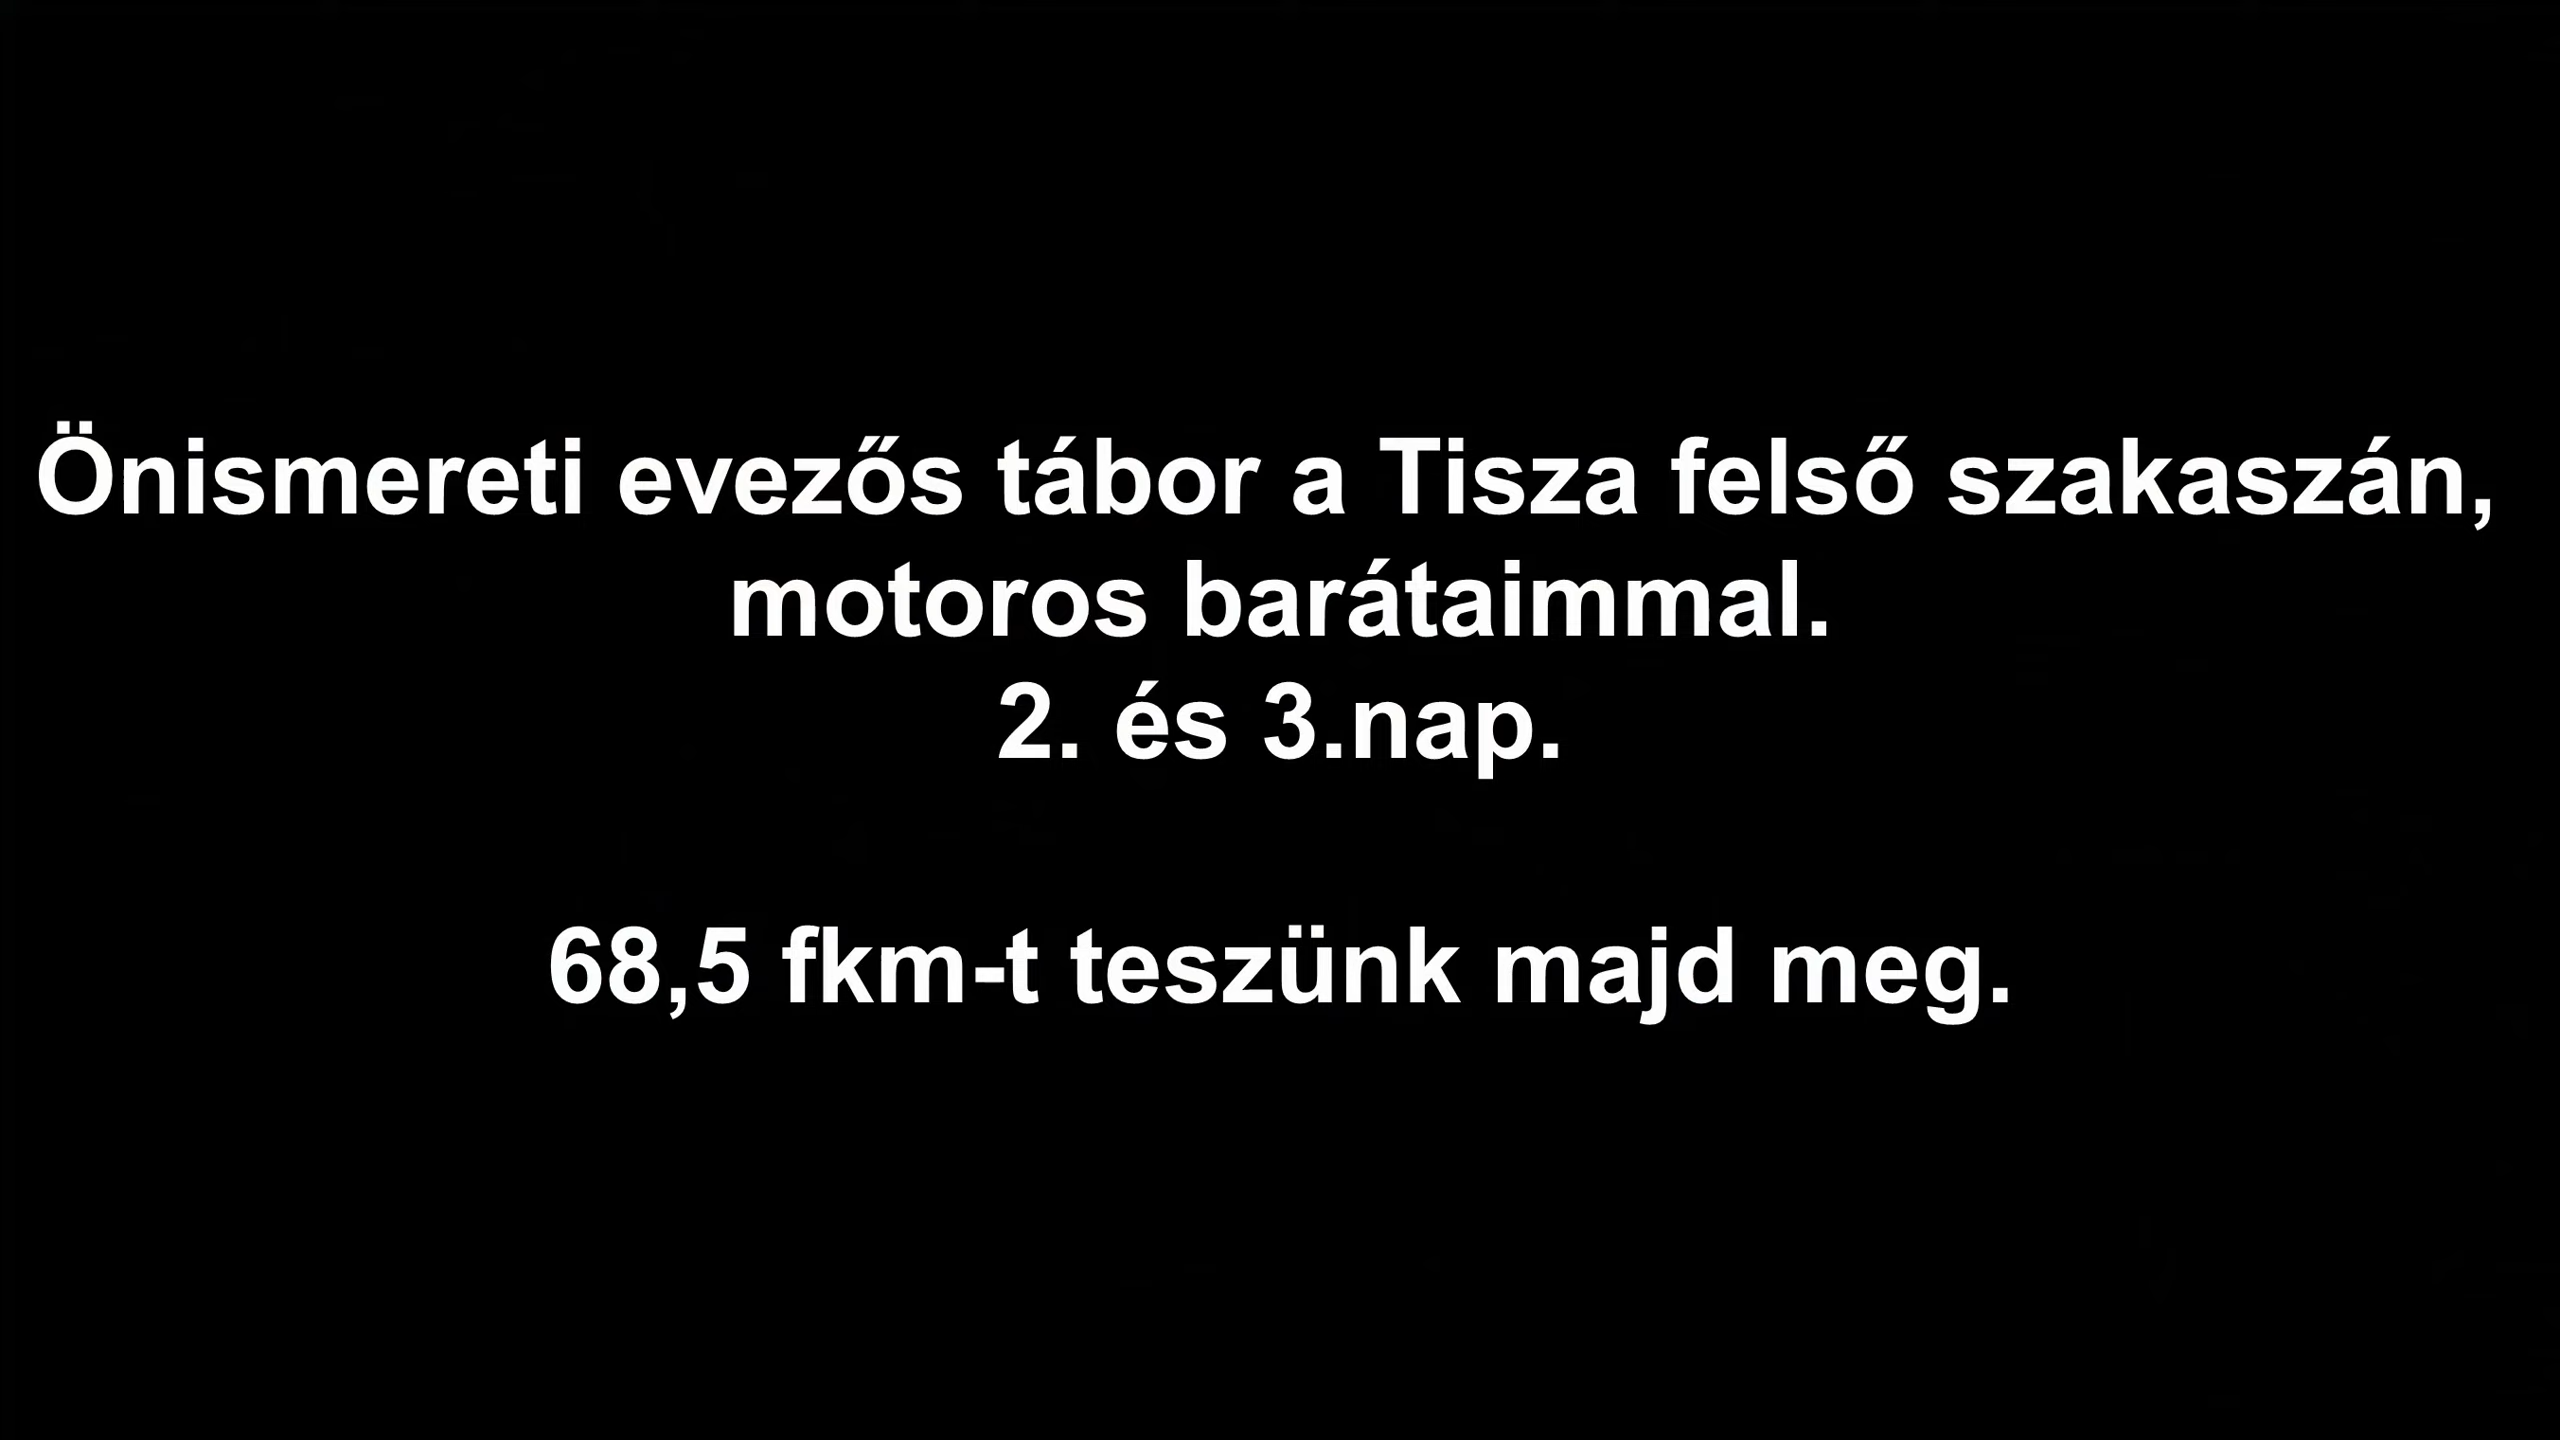 Önismereti evezős tábor a Tisza felső szakaszán,
motoros barátaimmal.
2. és 3.nap.
68,5 fkm-t teszünk majd meg.